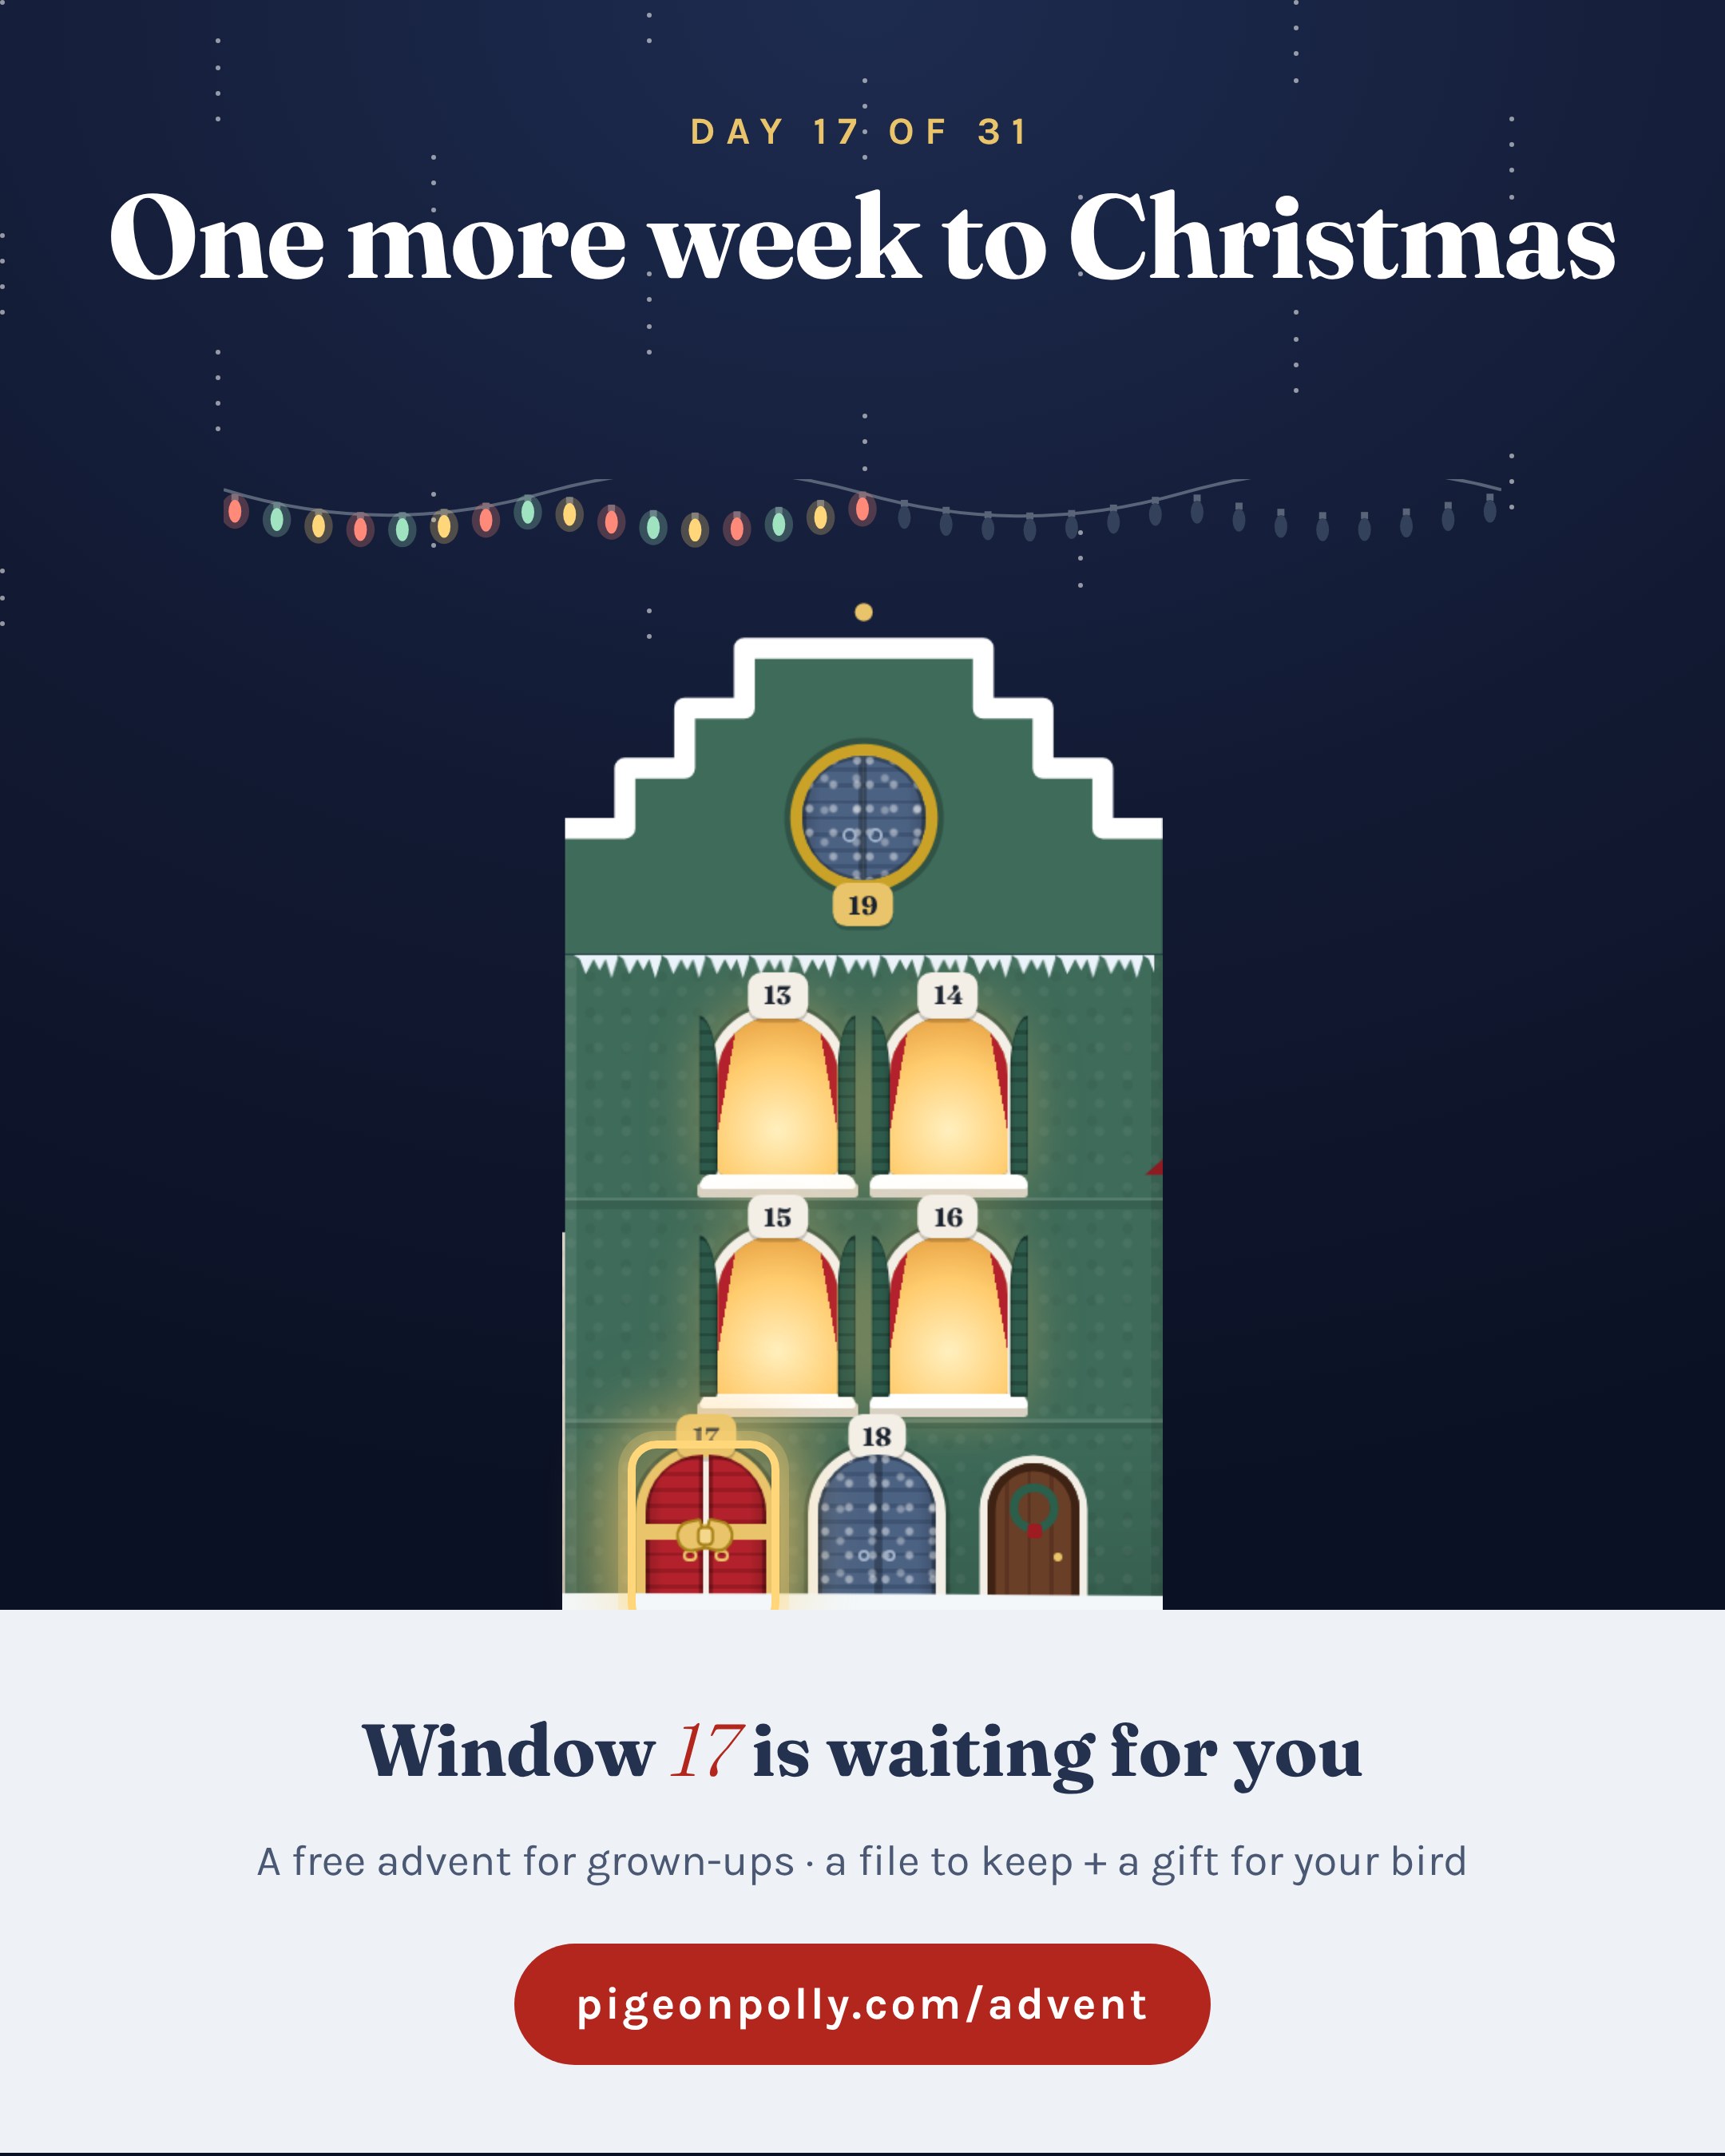 DAY 17 OF 31
One more week to Christmas
19
13 14
15 16
17 18
Window 17 is waiting for you
A free advent for grown-ups · a file to keep + a gift for your bird
pigeonpolly.com/advent